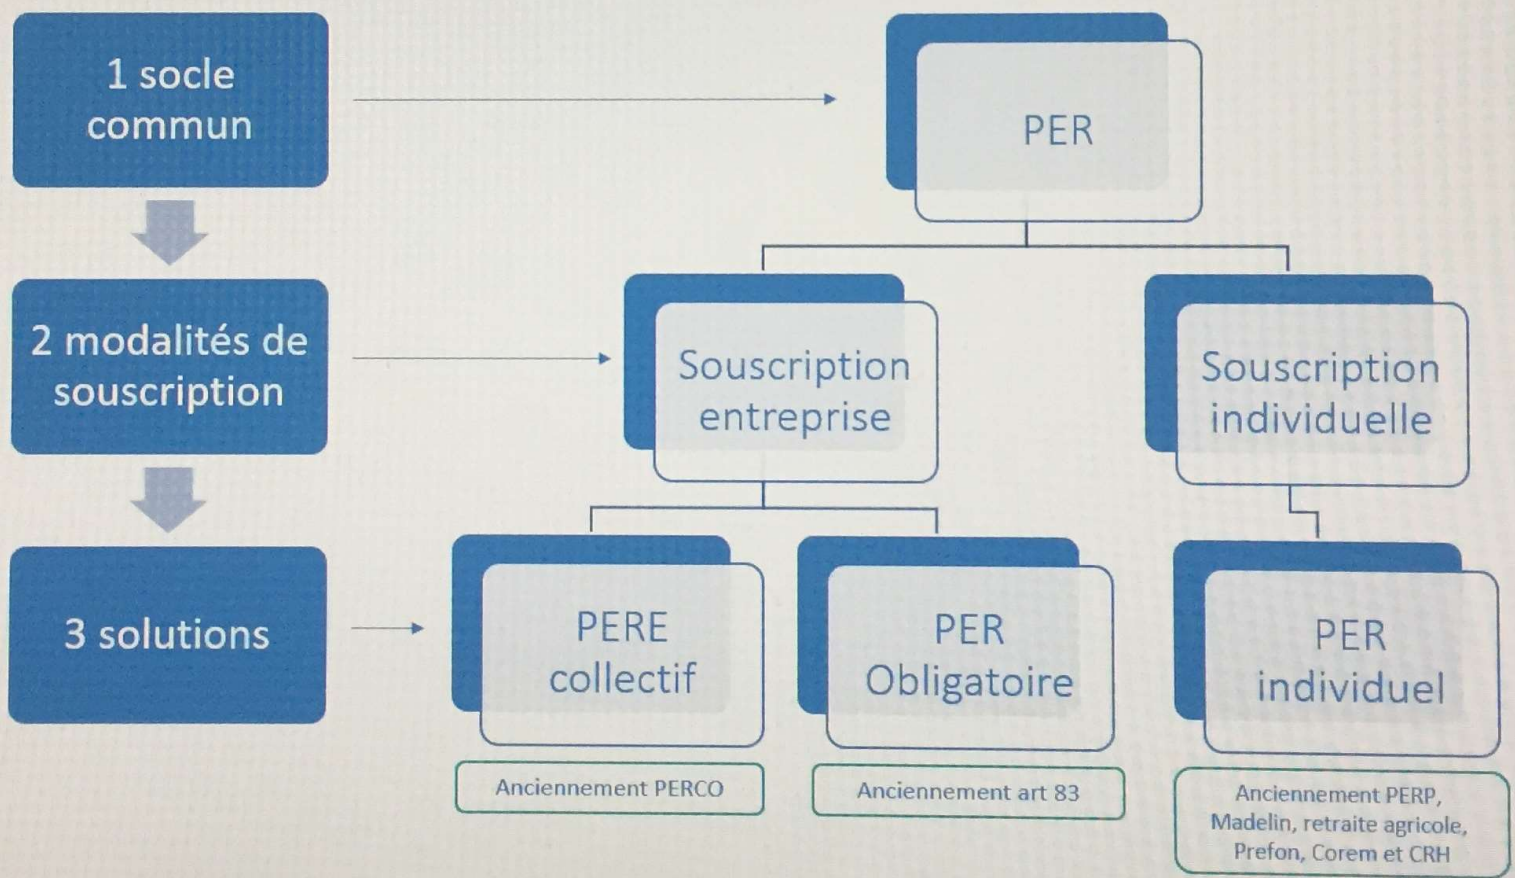 1 socle
commun
PER
2 modalités de
souscription
Souscription
entreprise
Souscription
individuelle
3 solutions
PERE
collectif
PER
Obligatoire
PER
individuel
Anciennement PERCO
Anciennement art 83
Anciennement PERP,
Madelin, retraite agricole,
Prefon, Corem et CRH